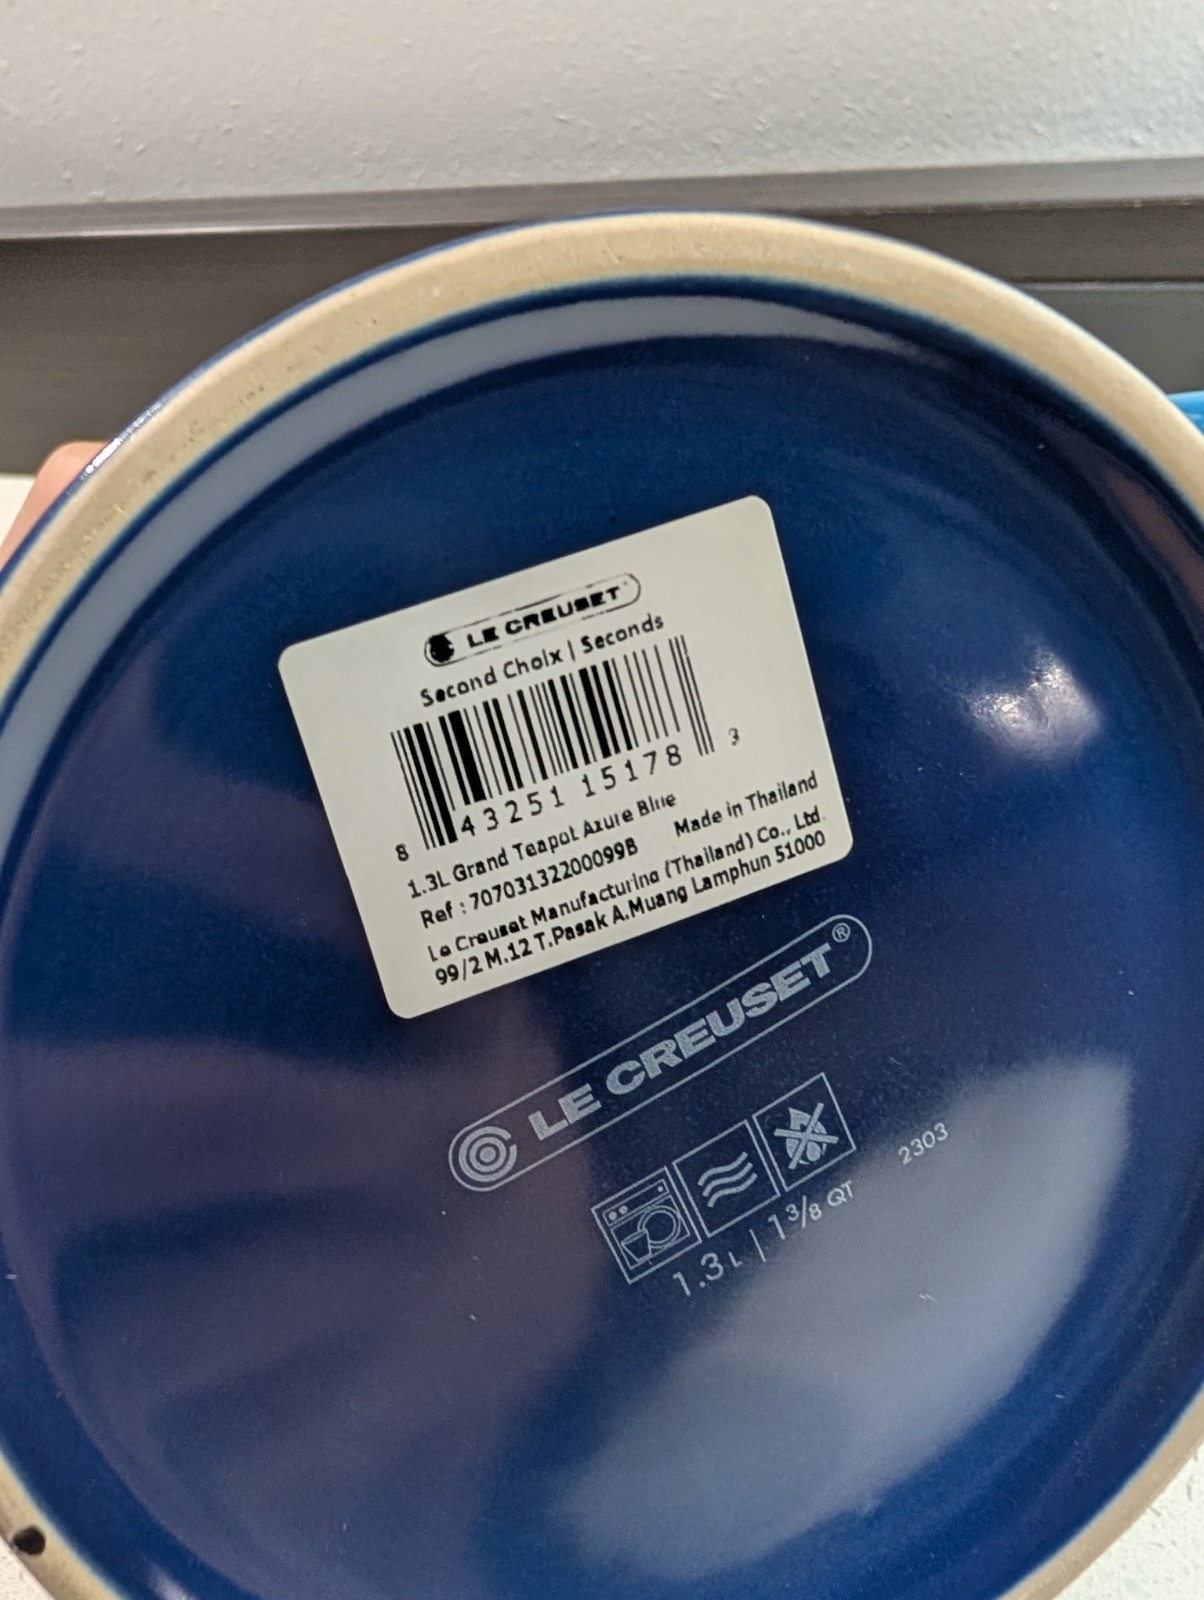 LE CREUSET
Second Choix | Seconds
8 43251 15178 3
1.3L Grand Teapot Azure Blue
Ref : 70703132200099B Made in Thailand
Le Creuset Manufacturing (Thailand) Co., Ltd.
99/2 M.12 T.Pasak A.Muang Lamphun 51000
LE CREUSET®
2303
1.3L | 1 3/8 QT